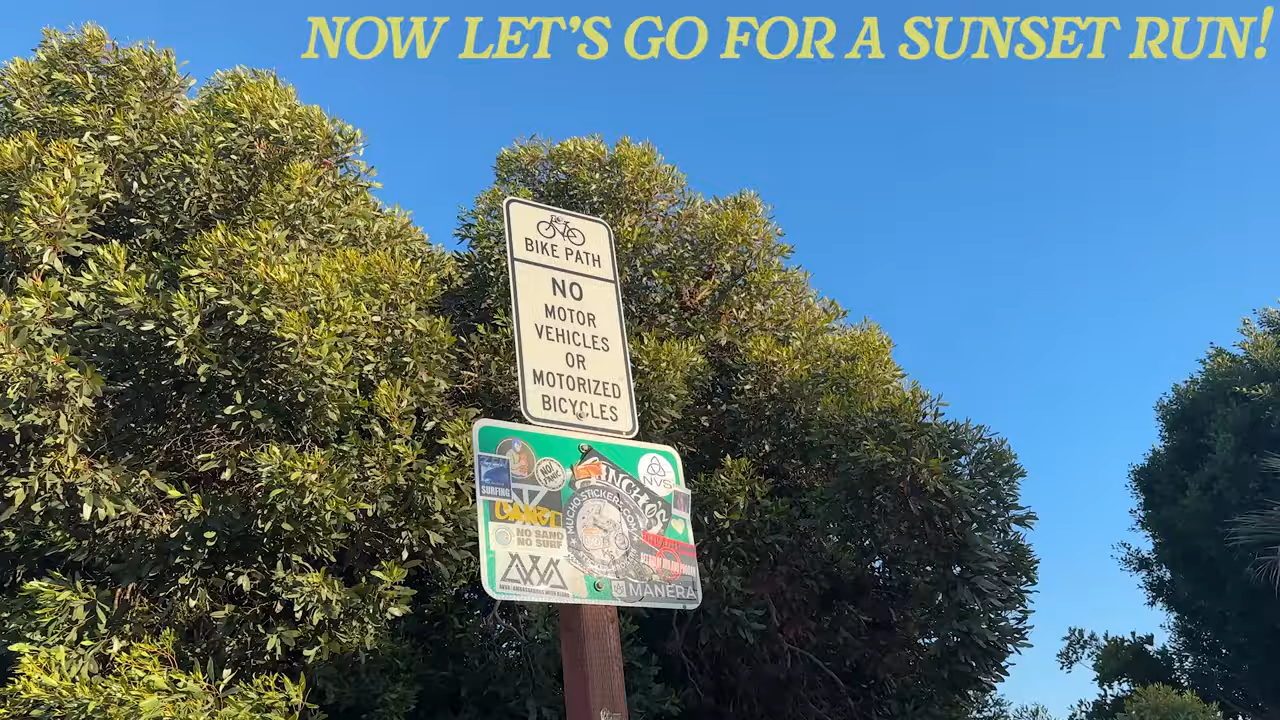 NOW LET'S GO FOR A SUNSET RUN!
BIKE PATH
NO
MOTOR
VEHICLES
OR
MOTORIZED
BICYCLES
NVS
SURFING
NO SAND
NO SURF
MUCHO STICKERZ.COM
MANERA